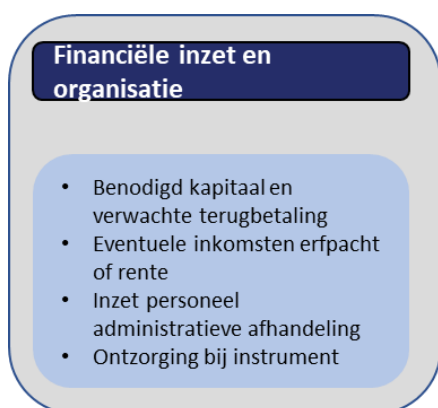 Financiële inzet en
organisatie
• Benodigd kapitaal en
verwachte terugbetaling
• Eventuele inkomsten erfpacht
of rente
• Inzet personeel
administratieve afhandeling
• Ontzorging bij instrument